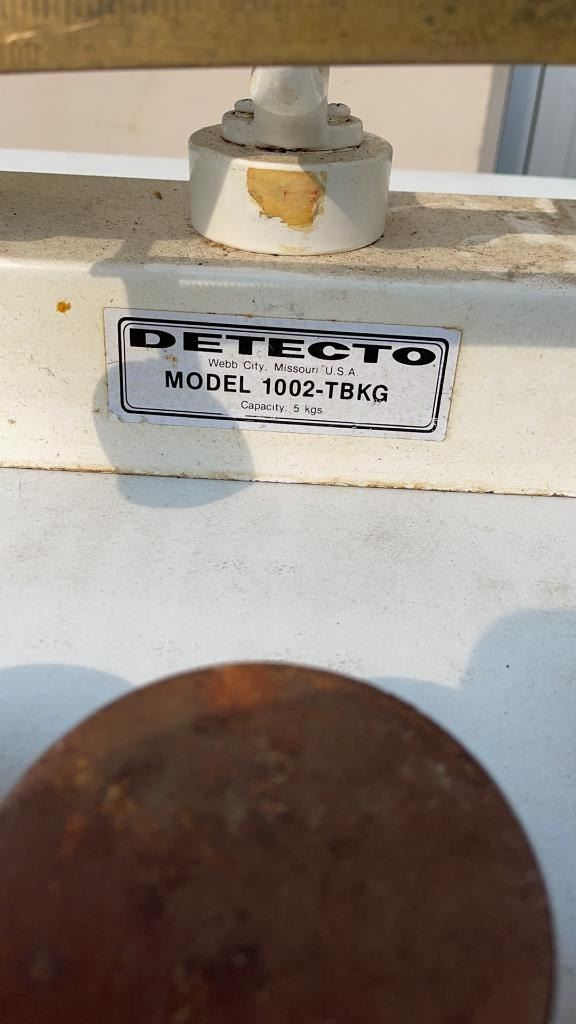 DETECTO
Webb City, Missouri U.S.A.
MODEL 1002-TBKG
Capacity: 5 kgs